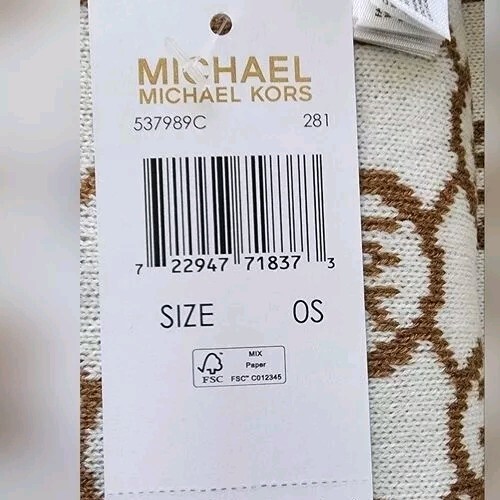 MICHAEL
MICHAEL KORS
537989C 281
7 22947 71837 3
SIZE OS
MIX
Paper
FSC™ C012345
FSC